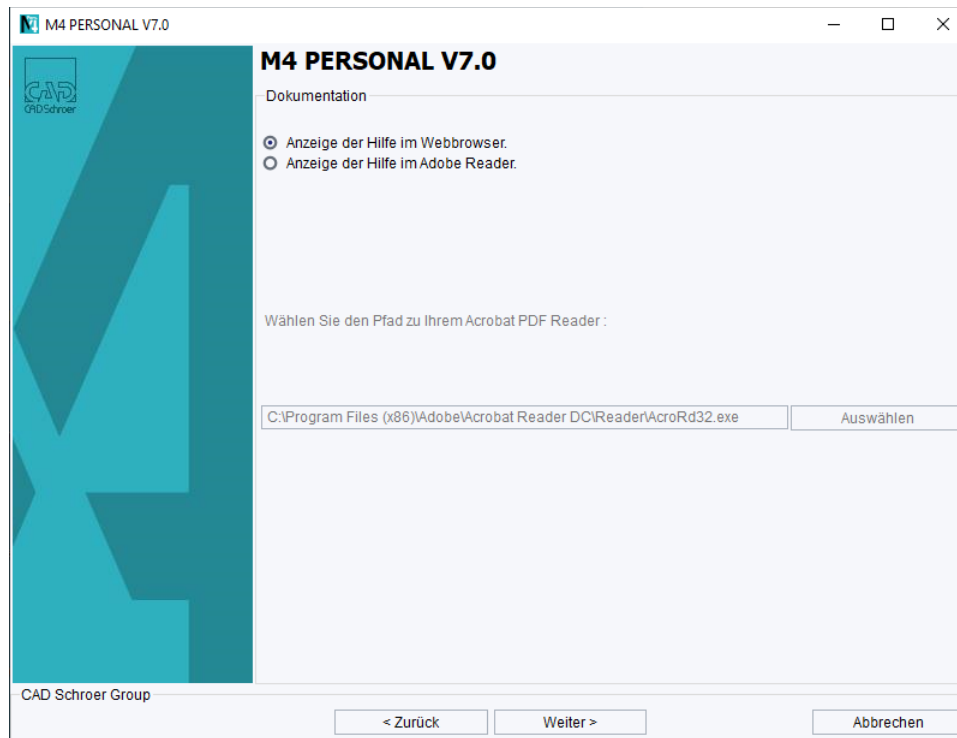 M4 PERSONAL V7.0
CAD
CADSchroer
M4 PERSONAL V7.0
Dokumentation
Anzeige der Hilfe im Webbrowser.
Anzeige der Hilfe im Adobe Reader.
Wählen Sie den Pfad zu Ihrem Acrobat PDF Reader :
C:\Program Files (x86)\Adobe\Acrobat Reader DC\Reader\AcroRd32.exe Auswählen
CAD Schroer Group
< Zurück Weiter > Abbrechen